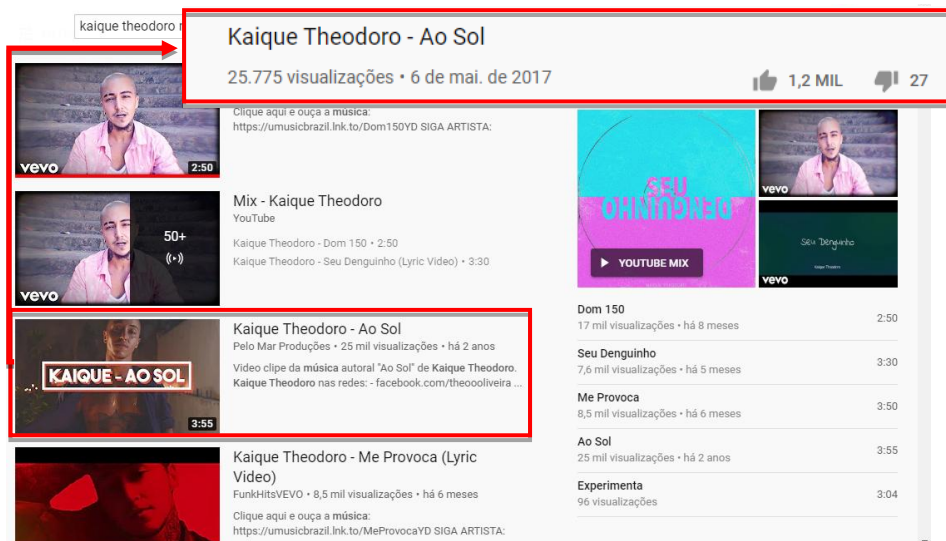 kaique theodoro
Kaique Theodoro - Ao Sol
25.775 visualizações • 6 de mai. de 2017
1,2 MIL
27
vevo
2:50
Clique aqui e ouça a música:
https://umusicbrazil.lnk.to/Dom150YD SIGA ARTISTA:
vevo
50+
Mix - Kaique Theodoro
YouTube
Kaique Theodoro - Dom 150 • 2:50
Kaique Theodoro - Seu Denguinho (Lyric Video) • 3:30
KAIQUE - AO SOL
3:55
Kaique Theodoro - Ao Sol
Pelo Mar Produções • 25 mil visualizações • há 2 anos
Video clipe da música autoral "Ao Sol" de Kaique Theodoro.
Kaique Theodoro nas redes: - facebook.com/theoooliveira ...
Kaique Theodoro - Me Provoca (Lyric
Video)
FunkHitsVEVO • 8,5 mil visualizações • há 6 meses
Clique aqui e ouça a música:
https://umusicbrazil.lnk.to/MeProvocaYD SIGA ARTISTA:
SEU
DENGUINHO
YOUTUBE MIX
vevo
Seu Denguinho
Kaique Theodoro
vevo
Dom 150
17 mil visualizações • há 8 meses
2:50
Seu Denguinho
7,6 mil visualizações • há 5 meses
3:30
Me Provoca
8,5 mil visualizações • há 6 meses
3:50
Ao Sol
25 mil visualizações • há 2 anos
3:55
Experimenta
96 visualizações
3:04